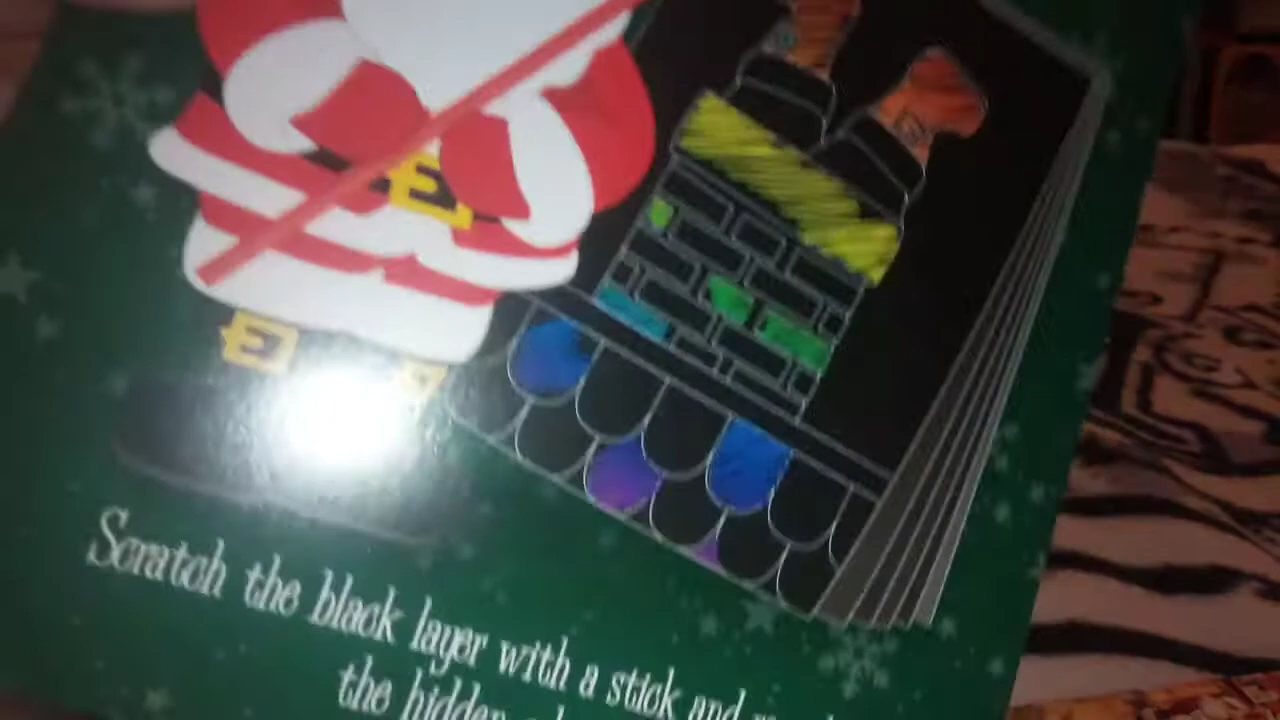 Scratch the black layer with a stick and
the hidden